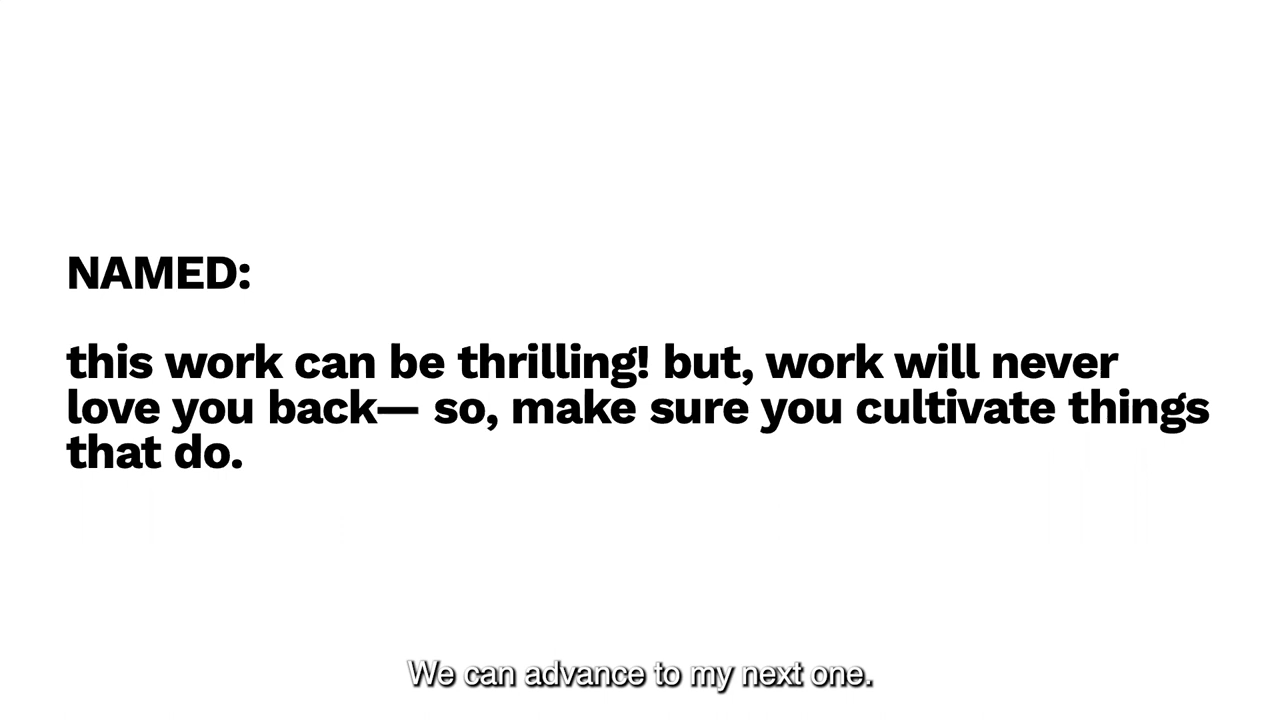 NAMED:
this work can be thrilling! but, work will never
love you back— so, make sure you cultivate things
that do.
We can advance to my next one.